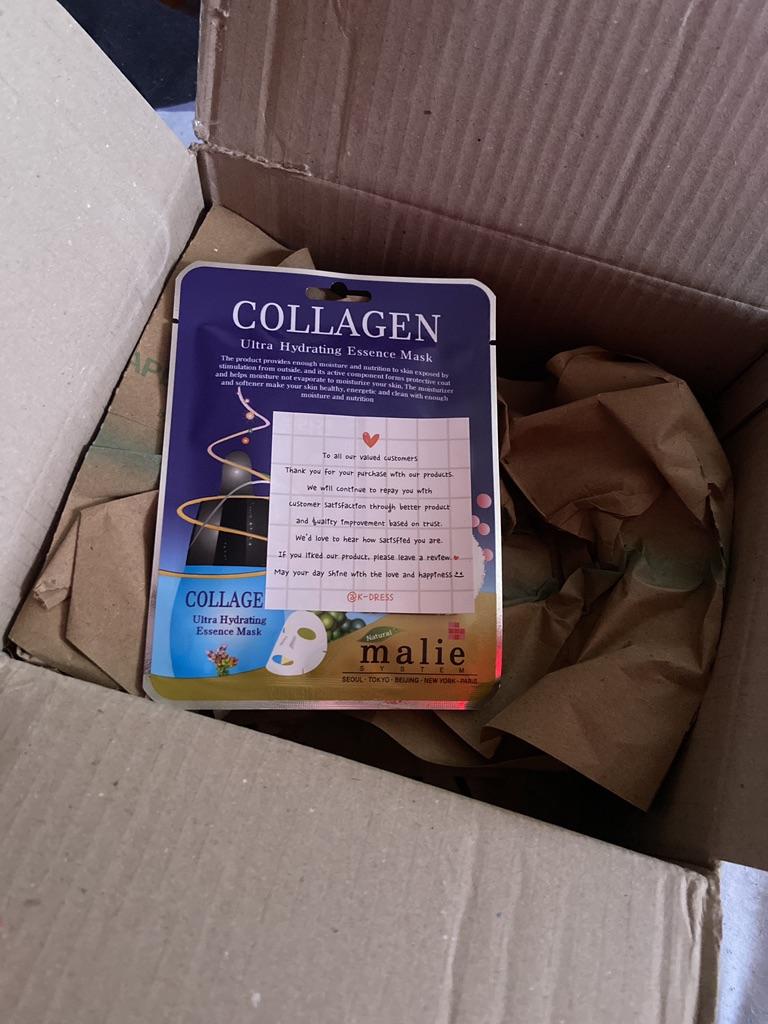 COLLAGEN
Ultra Hydrating Essence Mask
The product provides enough moisture and nutrition to skin exposed by
stimulation from outside, and its active component forms protective coat
and helps moisture not evaporate to moisturize your skin, The moisturizer
and softener make your skin healthy, energetic and clean with enough
moisture and nutrition
To all our valued customers
Thank you for your purchase with our products.
We will continue to repay you with
customer satisfaction through better product
and quality improvement based on trust.
We'd love to hear how satisfied you are.
If you liked our product, please leave a review.
May your day shine with the love and happiness
@K-DRESS
COLLAGE
Ultra Hydrating
Essence Mask
Natural
malie
SYSTEM
SEOUL · TOKYO · BEIJING · NEW YORK · PARIS